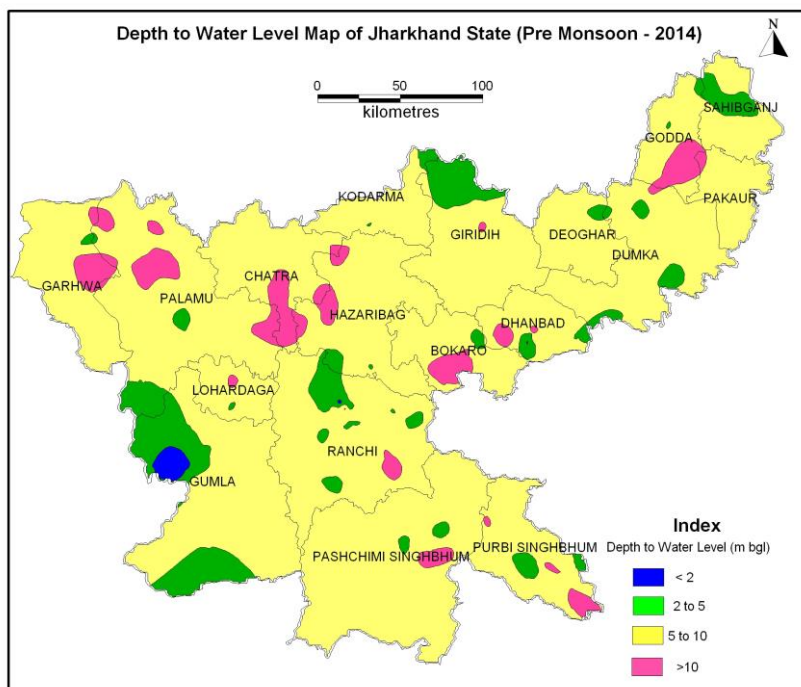 Depth to Water Level Map of Jharkhand State (Pre Monsoon - 2014)
N
0 50 100
kilometres
SAHIBGANJ
GODDA
PAKAUR
KODARMA
GIRIDIH
DEOGHAR
DUMKA
CHATRA
GARHWA
PALAMU
HAZARIBAG
DHANBAD
BOKARO
LOHARDAGA
RANCHI
GUMLA
PASHCHIMI SINGHBHUM
PURBI SINGHBHUM
Index
Depth to Water Level (m bgl)
< 2
2 to 5
5 to 10
>10